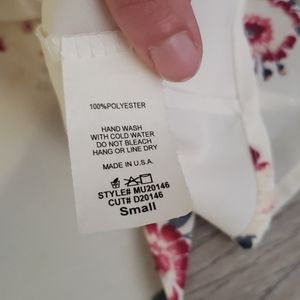 100%POLYESTER
HAND WASH
WITH COLD WATER
DO NOT BLEACH
HANG OR LINE DRY
MADE IN U.S.A.
STYLE# MU20146
CUT# D20146
Small